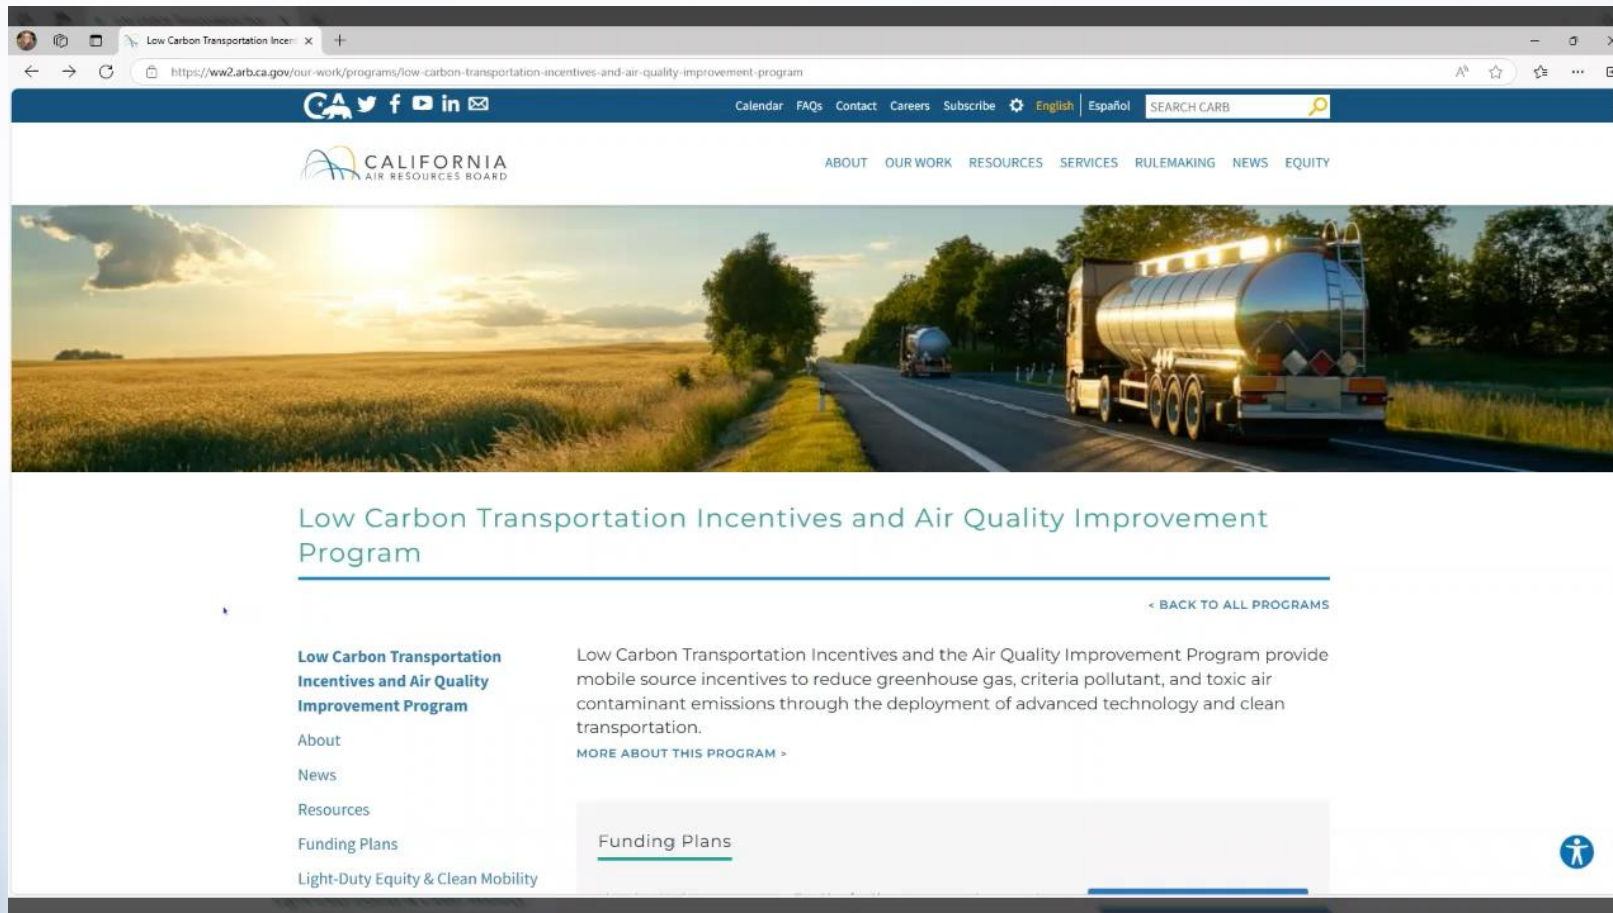 Low Carbon Transportation Incen
https://ww2.arb.ca.gov/our-work/programs/low-carbon-transportation-incentives-and-air-quality-improvement-program
CA
Calendar FAQs Contact Careers Subscribe English Español SEARCH CARB
CALIFORNIA
AIR RESOURCES BOARD
ABOUT OUR WORK RESOURCES SERVICES RULEMAKING NEWS EQUITY
Low Carbon Transportation Incentives and Air Quality Improvement
Program
< BACK TO ALL PROGRAMS
Low Carbon Transportation
Incentives and Air Quality
Improvement Program
About
News
Resources
Funding Plans
Light-Duty Equity & Clean Mobility
Low Carbon Transportation Incentives and the Air Quality Improvement Program provide
mobile source incentives to reduce greenhouse gas, criteria pollutant, and toxic air
contaminant emissions through the deployment of advanced technology and clean
transportation.
MORE ABOUT THIS PROGRAM >
Funding Plans